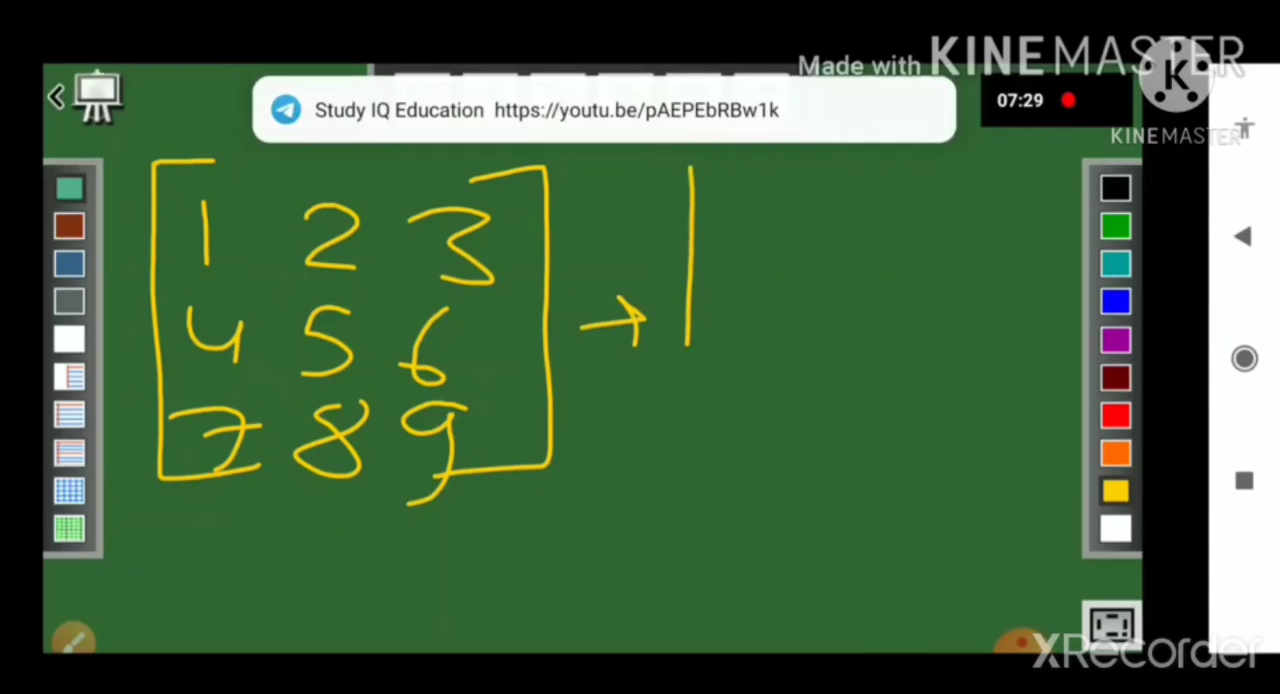 Made with KINEMASTER
K
KINEMASTER
Study IQ Education https://youtu.be/pAEPEbRBw1k
07:29
1 2 3
4 5 6
7 8 9
→ |
XRecorder